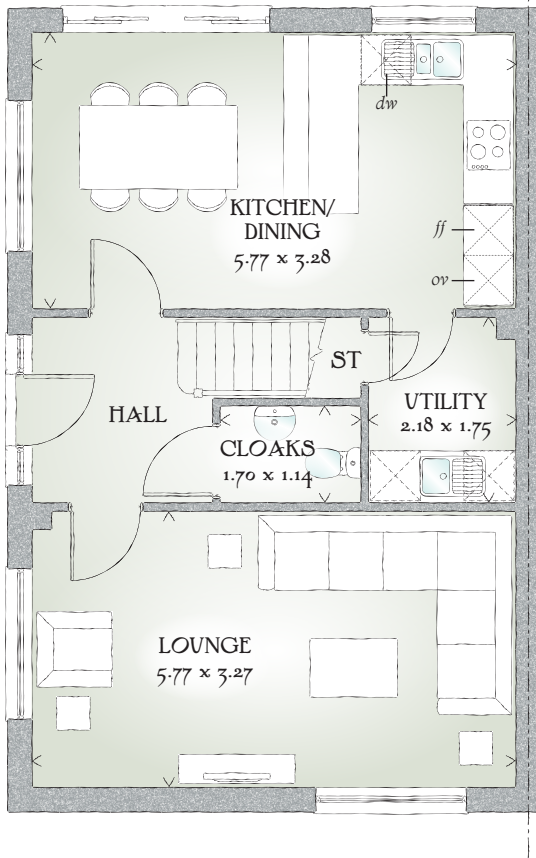 dw
KITCHEN/
DINING
5.77 x 3.28
ff
ov
ST
HALL
UTILITY
2.18 x 1.75
CLOAKS
1.70 x 1.14
LOUNGE
5.77 x 3.27